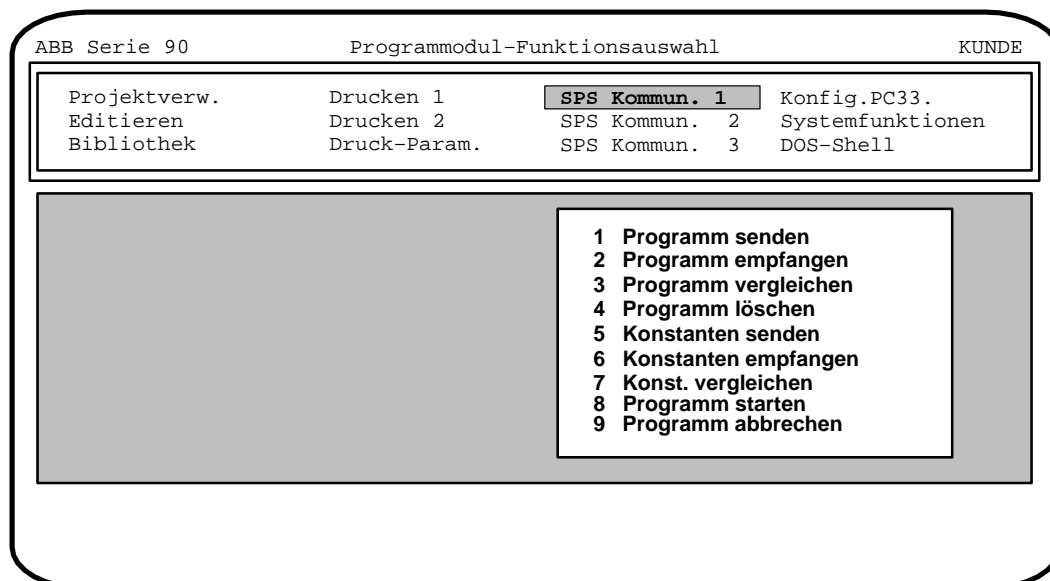 ABB Serie 90 Programmodul-Funktionsauswahl KUNDE
Projektverw. Drucken 1 SPS Kommun. 1 Konfig.PC33.
Editieren Drucken 2 SPS Kommun. 2 Systemfunktionen
Bibliothek Druck-Param. SPS Kommun. 3 DOS-Shell
1 Programm senden
2 Programm empfangen
3 Programm vergleichen
4 Programm löschen
5 Konstanten senden
6 Konstanten empfangen
7 Konst. vergleichen
8 Programm starten
9 Programm abbrechen